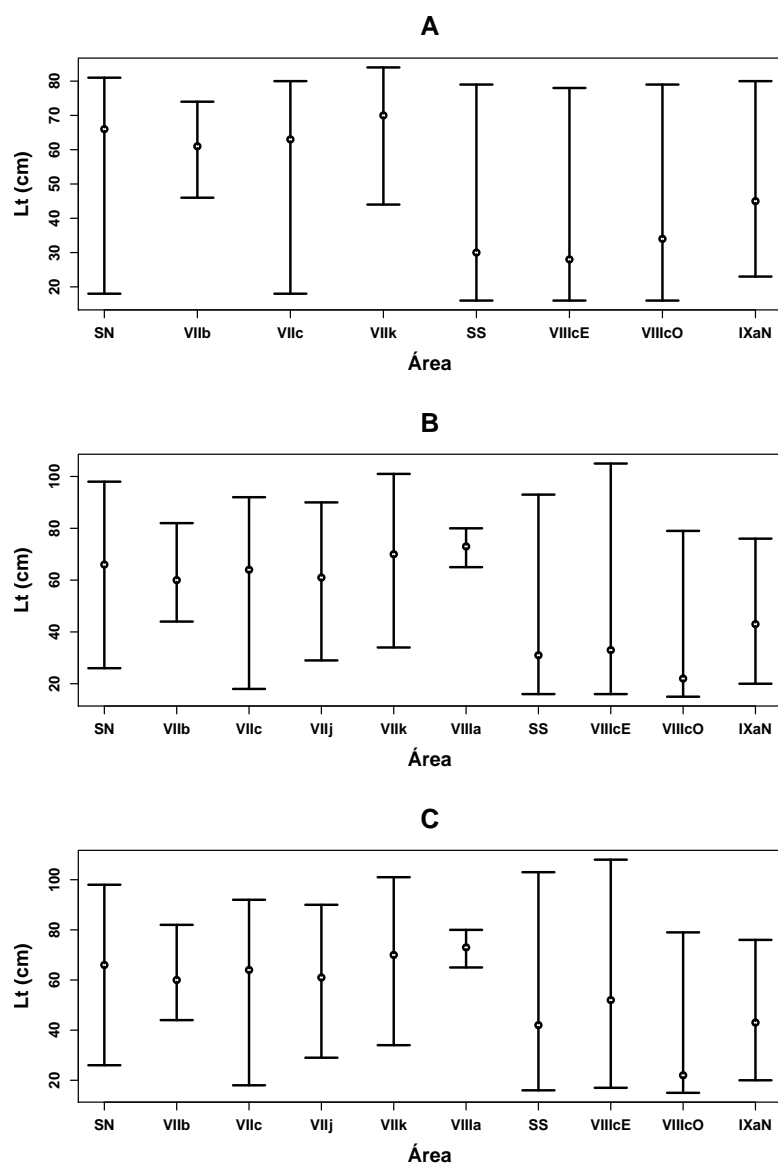 A
Lt (cm)
80
70
60
50
40
30
20
SN VIIb VIIc VIIk SS VIIIcE VIIIcO IXaN
Área
B
Lt (cm)
100
80
60
40
20
SN VIIb VIIc VIIj VIIk VIIIa SS VIIIcE VIIIcO IXaN
Área
C
Lt (cm)
100
80
60
40
20
SN VIIb VIIc VIIj VIIk VIIIa SS VIIIcE VIIIcO IXaN
Área